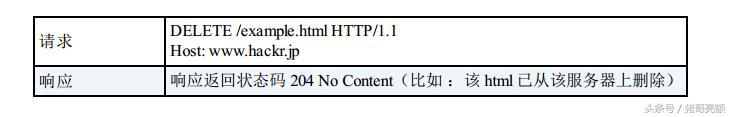 请求
DELETE /example.html HTTP/1.1
Host: www.hackr.jp
响应
响应返回状态码 204 No Content（比如：该 html 已从该服务器上删除）
头条号 / 猪哥亮额